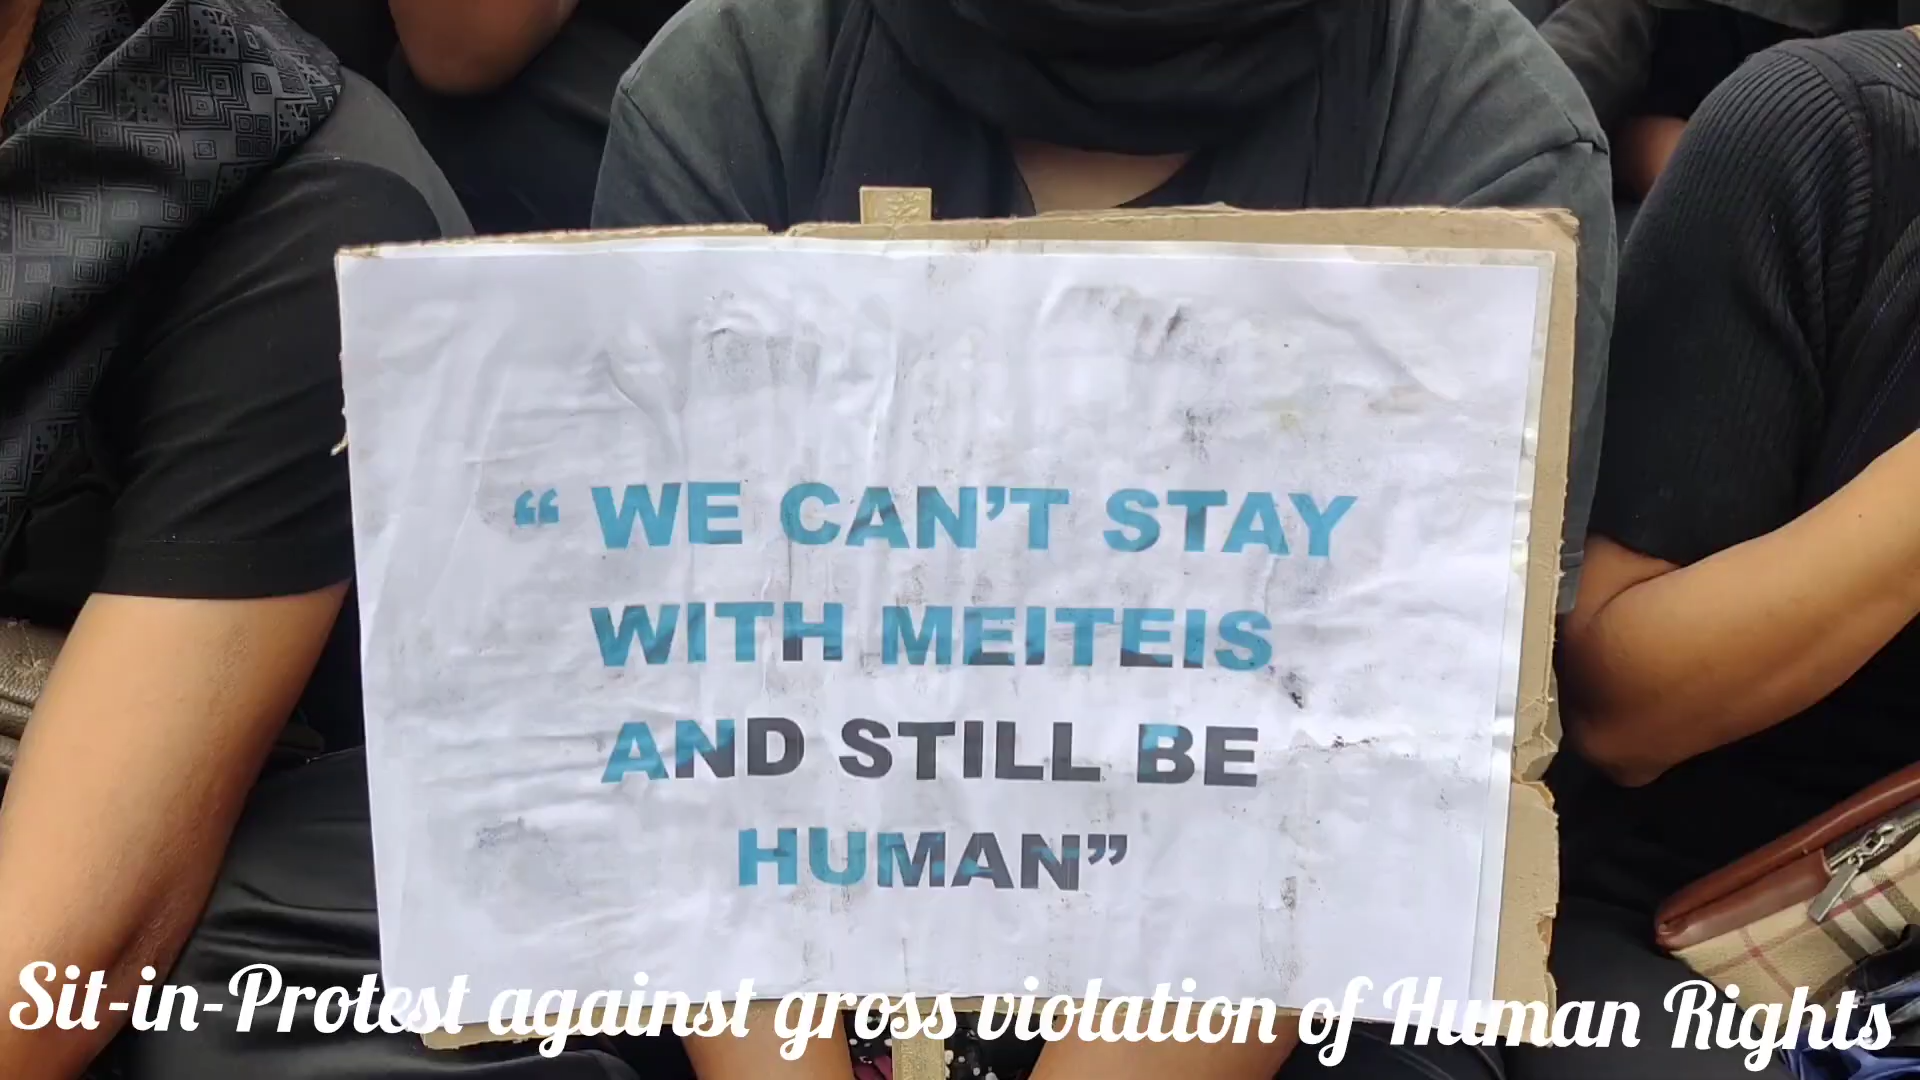 “ WE CAN’T STAY
WITH MEITEIS
AND STILL BE
HUMAN”
Sit-in-Protest against gross violation of Human Rights